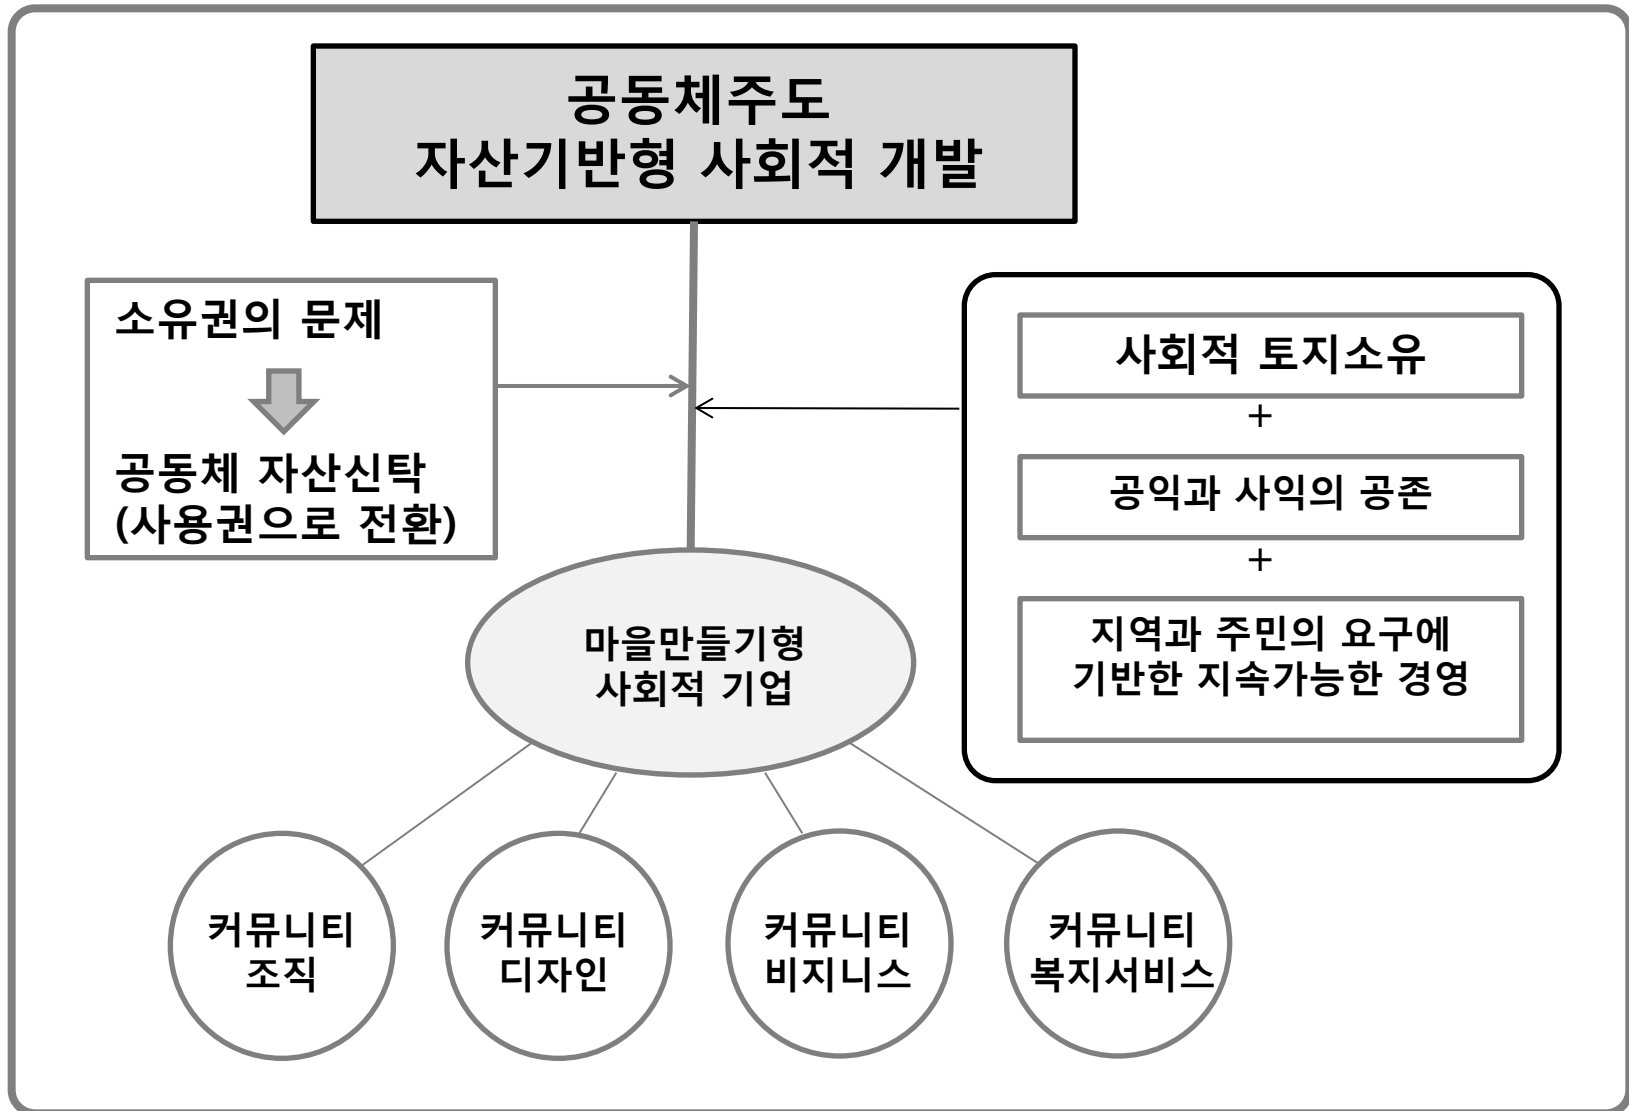 공동체주도
자산기반형 사회적 개발
소유권의 문제
공동체 자산신탁
(사용권으로 전환)
사회적 토지소유
+
공익과 사익의 공존
+
지역과 주민의 요구에
기반한 지속가능한 경영
마을만들기형
사회적 기업
커뮤니티
조직
커뮤니티
디자인
커뮤니티
비지니스
커뮤니티
복지서비스